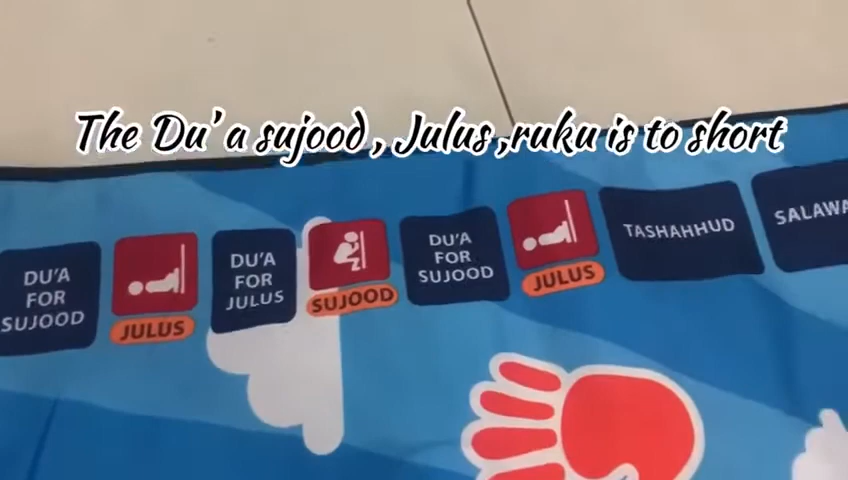 The Du' a sujood , Julus ,ruku is to short
DU'A
FOR
SUJOOD
JULUS
DU'A
FOR
JULUS
SUJOOD
DU'A
FOR
SUJOOD
JULUS
TASHAHHUD